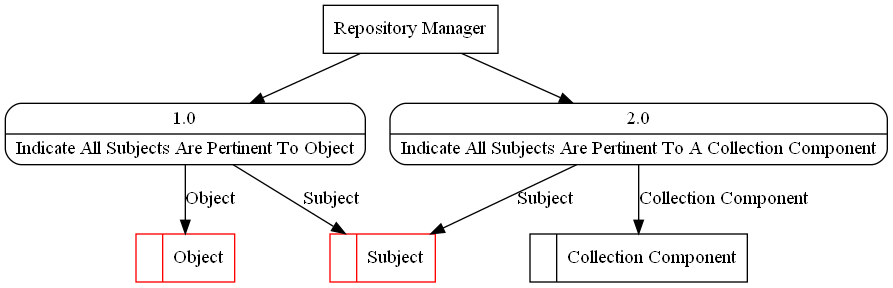 Repository Manager
1.0
Indicate All Subjects Are Pertinent To Object
2.0
Indicate All Subjects Are Pertinent To A Collection Component
Object
Subject
Subject
Collection Component
Object
Subject
Collection Component